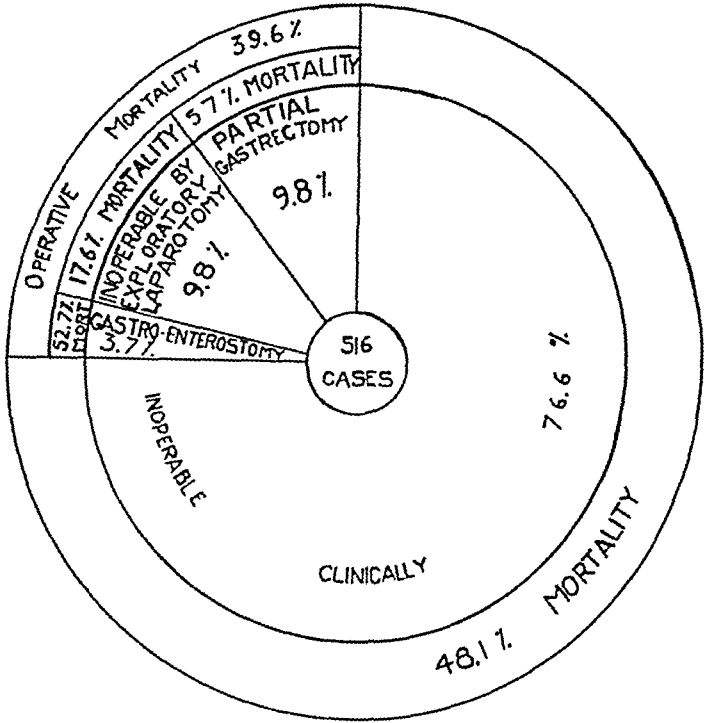 OPERATIVE MORTALITY 39.6%
57% MORTALITY
PARTIAL
GASTRECTOMY
9.8%
17.6% MORTALITY
INOPERABLE BY
EXPLORATORY
LAPAROTOMY
9.8%
52.7%
MORT.
GASTRO-ENTEROSTOMY
3.7%
516
CASES
76.6 %
CLINICALLY
INOPERABLE
48.1% MORTALITY